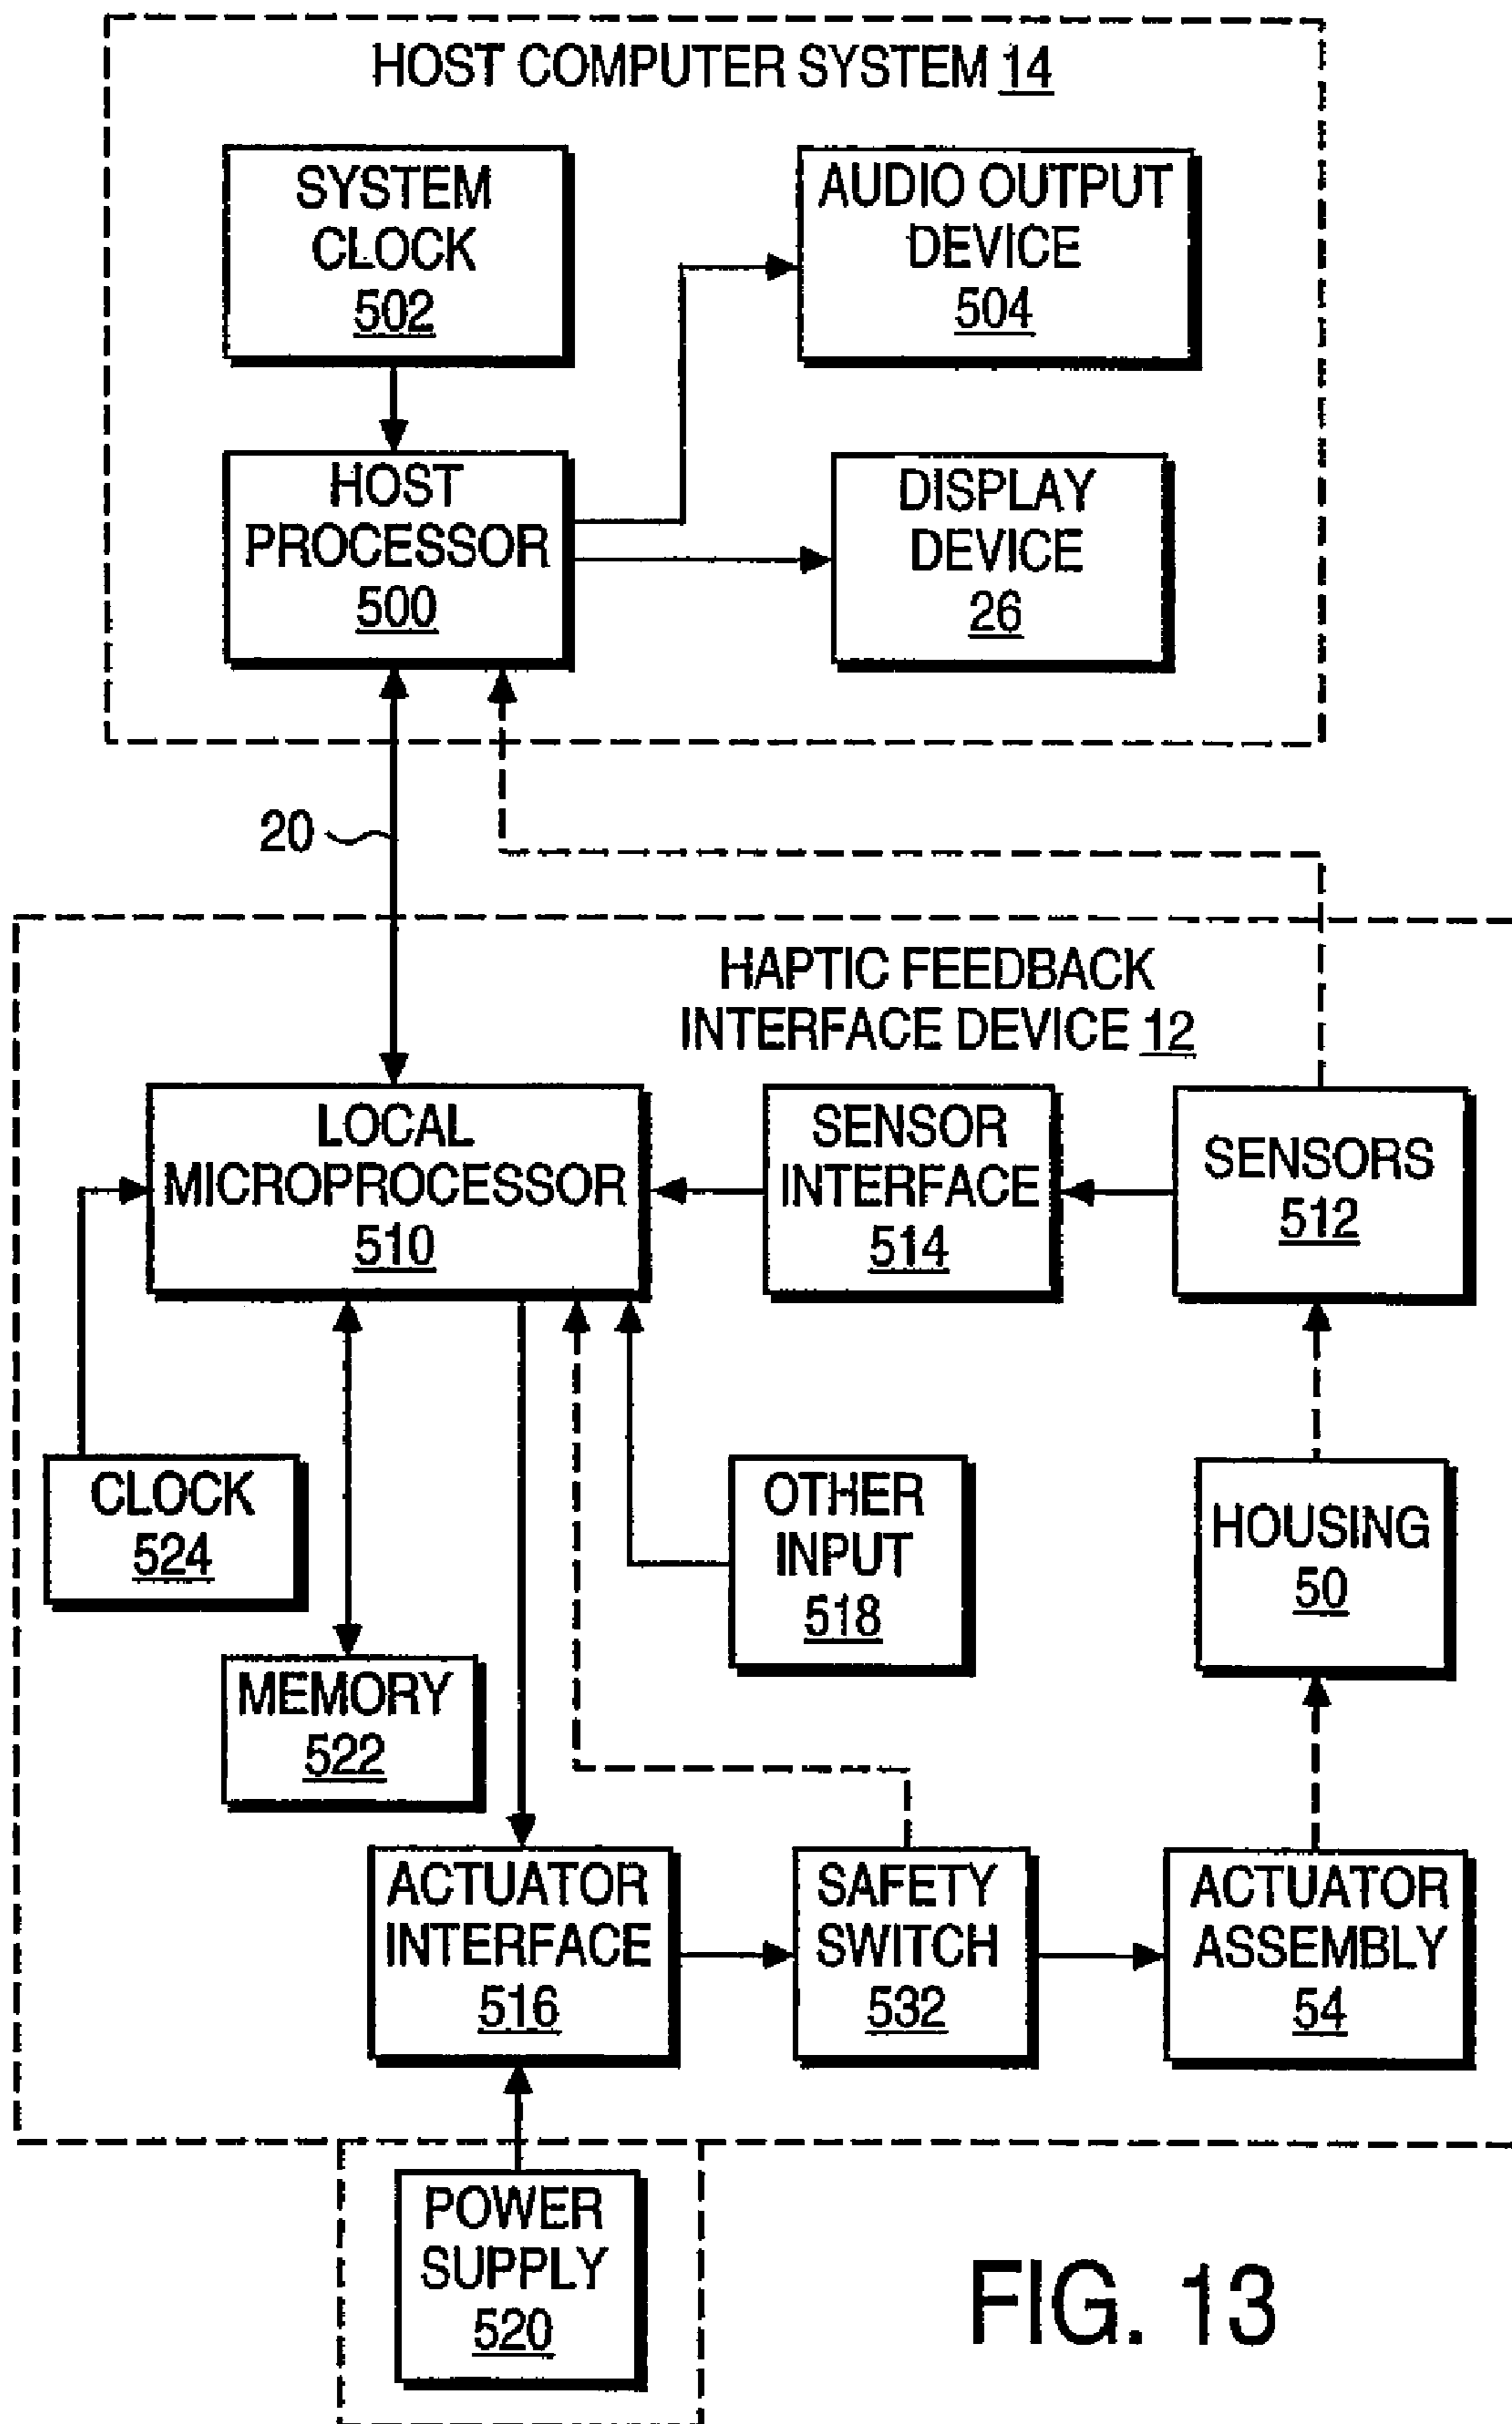 HOST COMPUTER SYSTEM 14
SYSTEM
CLOCK
502
AUDIO OUTPUT
DEVICE
504
HOST
PROCESSOR
500
DISPLAY
DEVICE
26
20
HAPTIC FEEDBACK
INTERFACE DEVICE 12
LOCAL
MICROPROCESSOR
510
SENSOR
INTERFACE
514
SENSORS
512
CLOCK
524
OTHER
INPUT
518
HOUSING
50
MEMORY
522
ACTUATOR
INTERFACE
516
SAFETY
SWITCH
532
ACTUATOR
ASSEMBLY
54
POWER
SUPPLY
520
FIG. 13